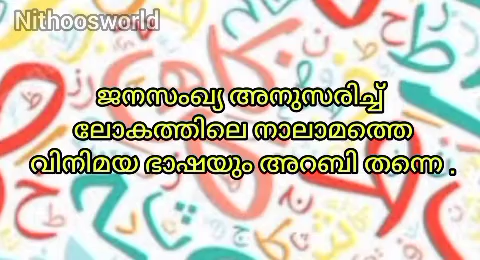 Nithoosworld
ജനസംഖ്യ അനുസരിച്ച്
ലോകത്തിലെ നാലാമത്തെ
വിനിമയ ഭാഷയും അറബി തന്നെ .